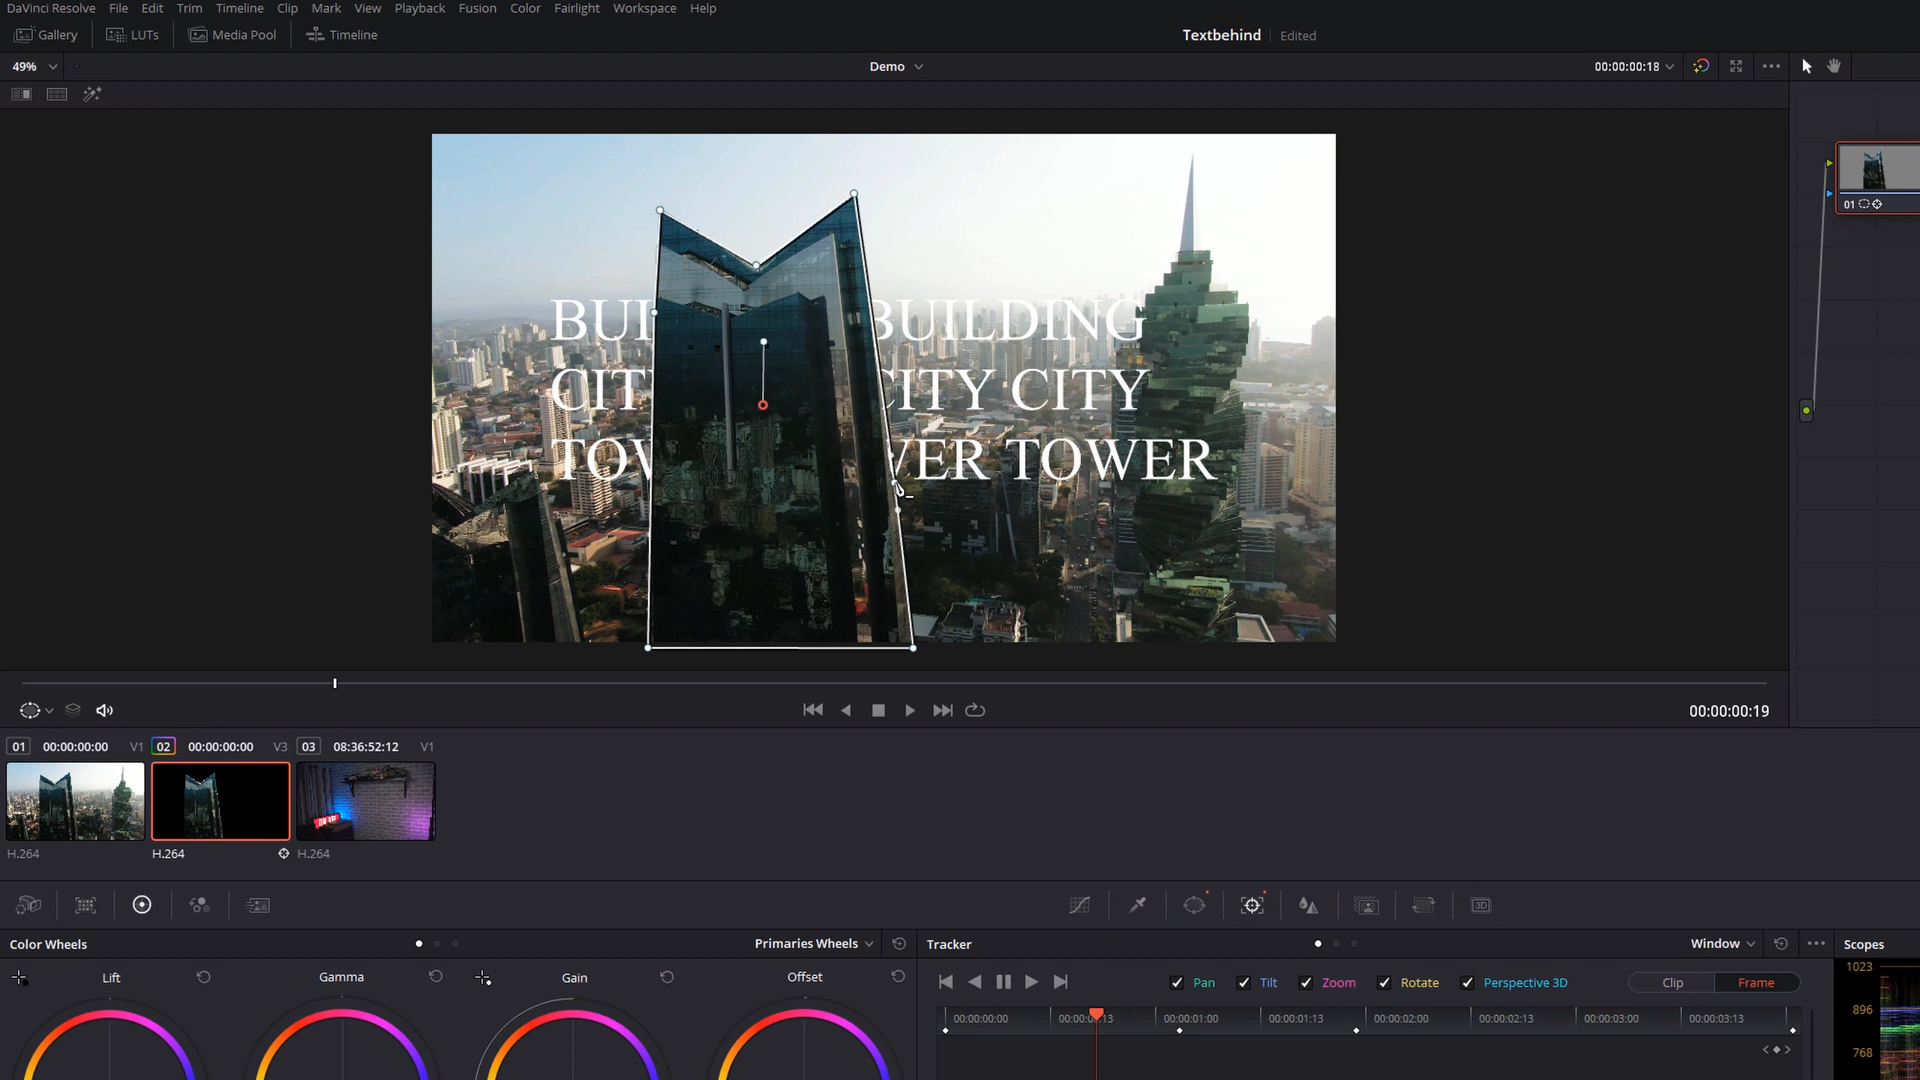 DaVinci Resolve File Edit Trim Timeline Clip Mark View Playback Fusion Color Fairlight Workspace Help
Gallery LUTs Media Pool Timeline Textbehind Edited
49% Demo 00:00:00:18
BUI BUILDING
CIT CITY CITY
TOW WER TOWER
01
00:00:00:19
01 00:00:00:00 V1 02 00:00:00:00 V3 03 08:36:52:12 V1
H.264 H.264 H.264
3D
Color Wheels Primaries Wheels Tracker Window Scopes
Lift Gamma Gain Offset
Pan Tilt Zoom Rotate Perspective 3D Clip Frame
1023
896
768
00:00:00:00 00:00:00:13 00:00:01:00 00:00:01:13 00:00:02:00 00:00:02:13 00:00:03:00 00:00:03:13